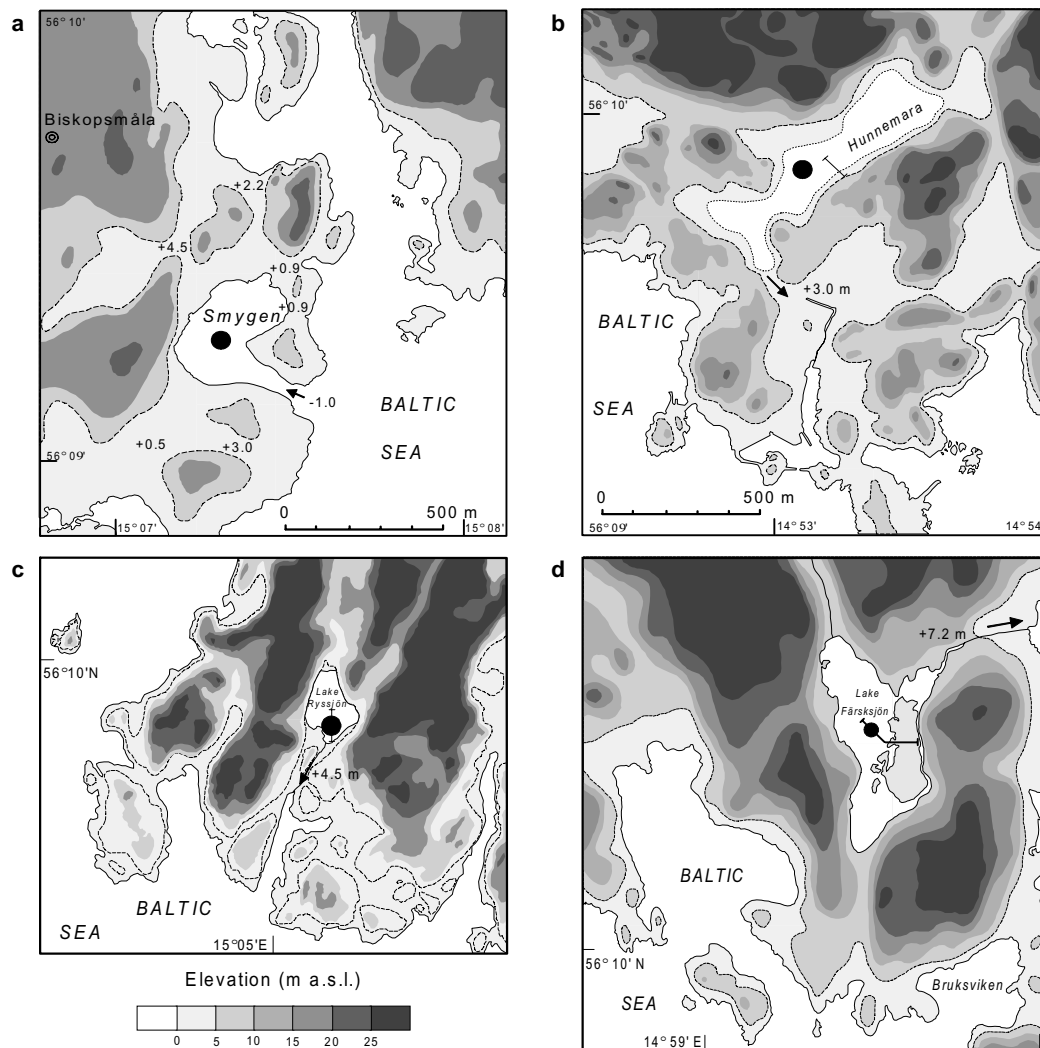 a
56°10'
Biskopsmåla
+2.2
+4.5
+0.9
+0.9
Smygen
-1.0
BALTIC
SEA
+0.5
+3.0
56°09'
0 500 m
15°07'
15°08'
b
56°10'
Hunnemara
+3.0 m
BALTIC
SEA
0 500 m
56°09'
14°53'
14°54'
c
56°10'N
Lake
Ryssjön
+4.5 m
BALTIC
SEA
15°05'E
d
+7.2 m
Lake
Färsksjön
BALTIC
SEA
56°10' N
Bruksviken
14°59' E
Elevation (m a.s.l.)
0 5 10 15 20 25